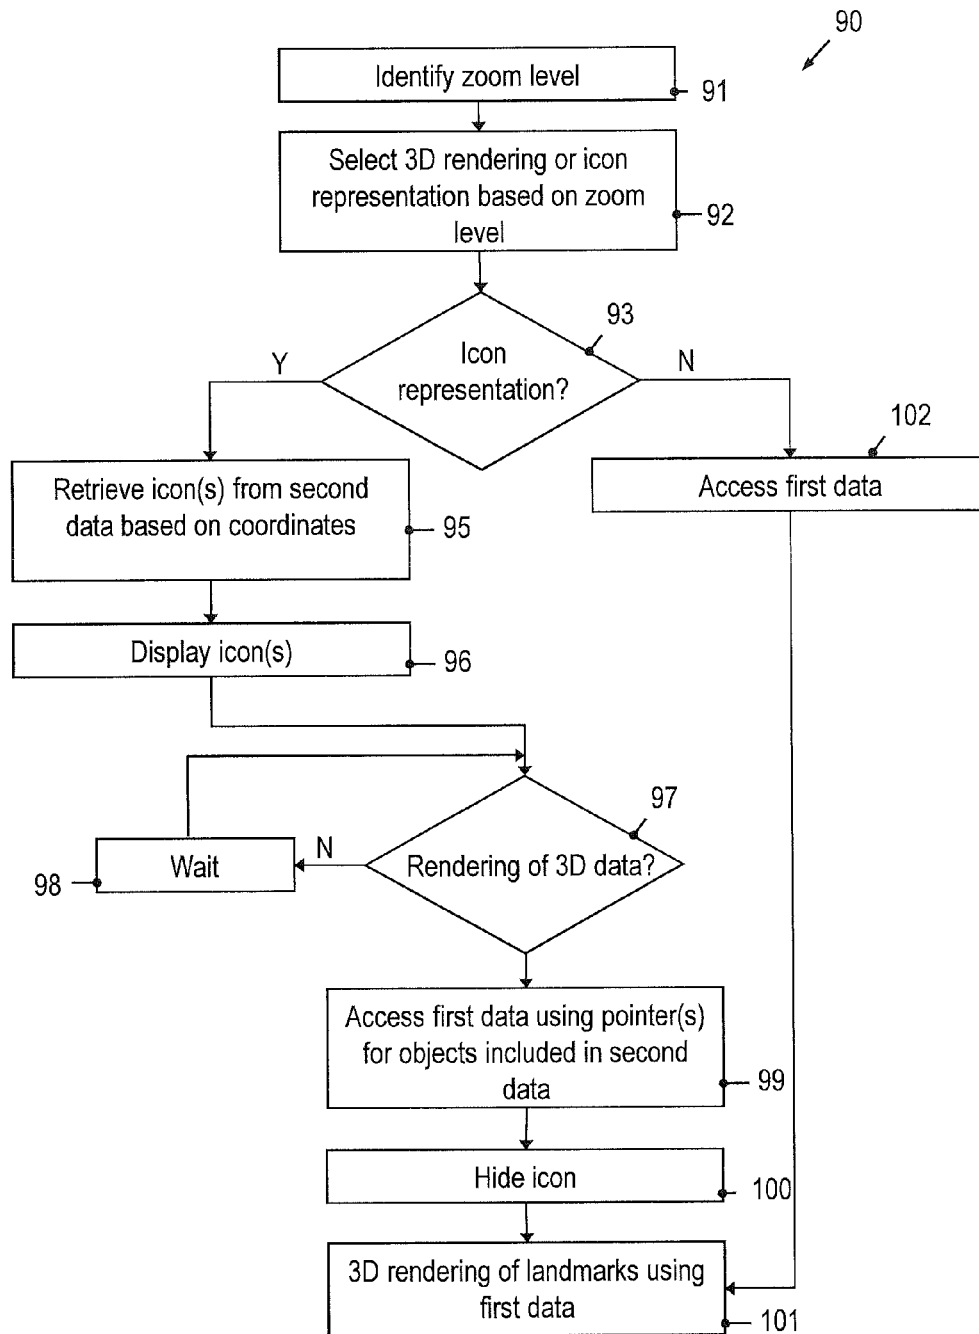 90
Identify zoom level
91
Select 3D rendering or icon
representation based on zoom
level
92
93
Icon
representation?
Y
N
102
Retrieve icon(s) from second
data based on coordinates
95
Access first data
Display icon(s)
96
97
Rendering of 3D data?
N
Wait
98
Access first data using pointer(s)
for objects included in second
data
99
Hide icon
100
3D rendering of landmarks using
first data
101